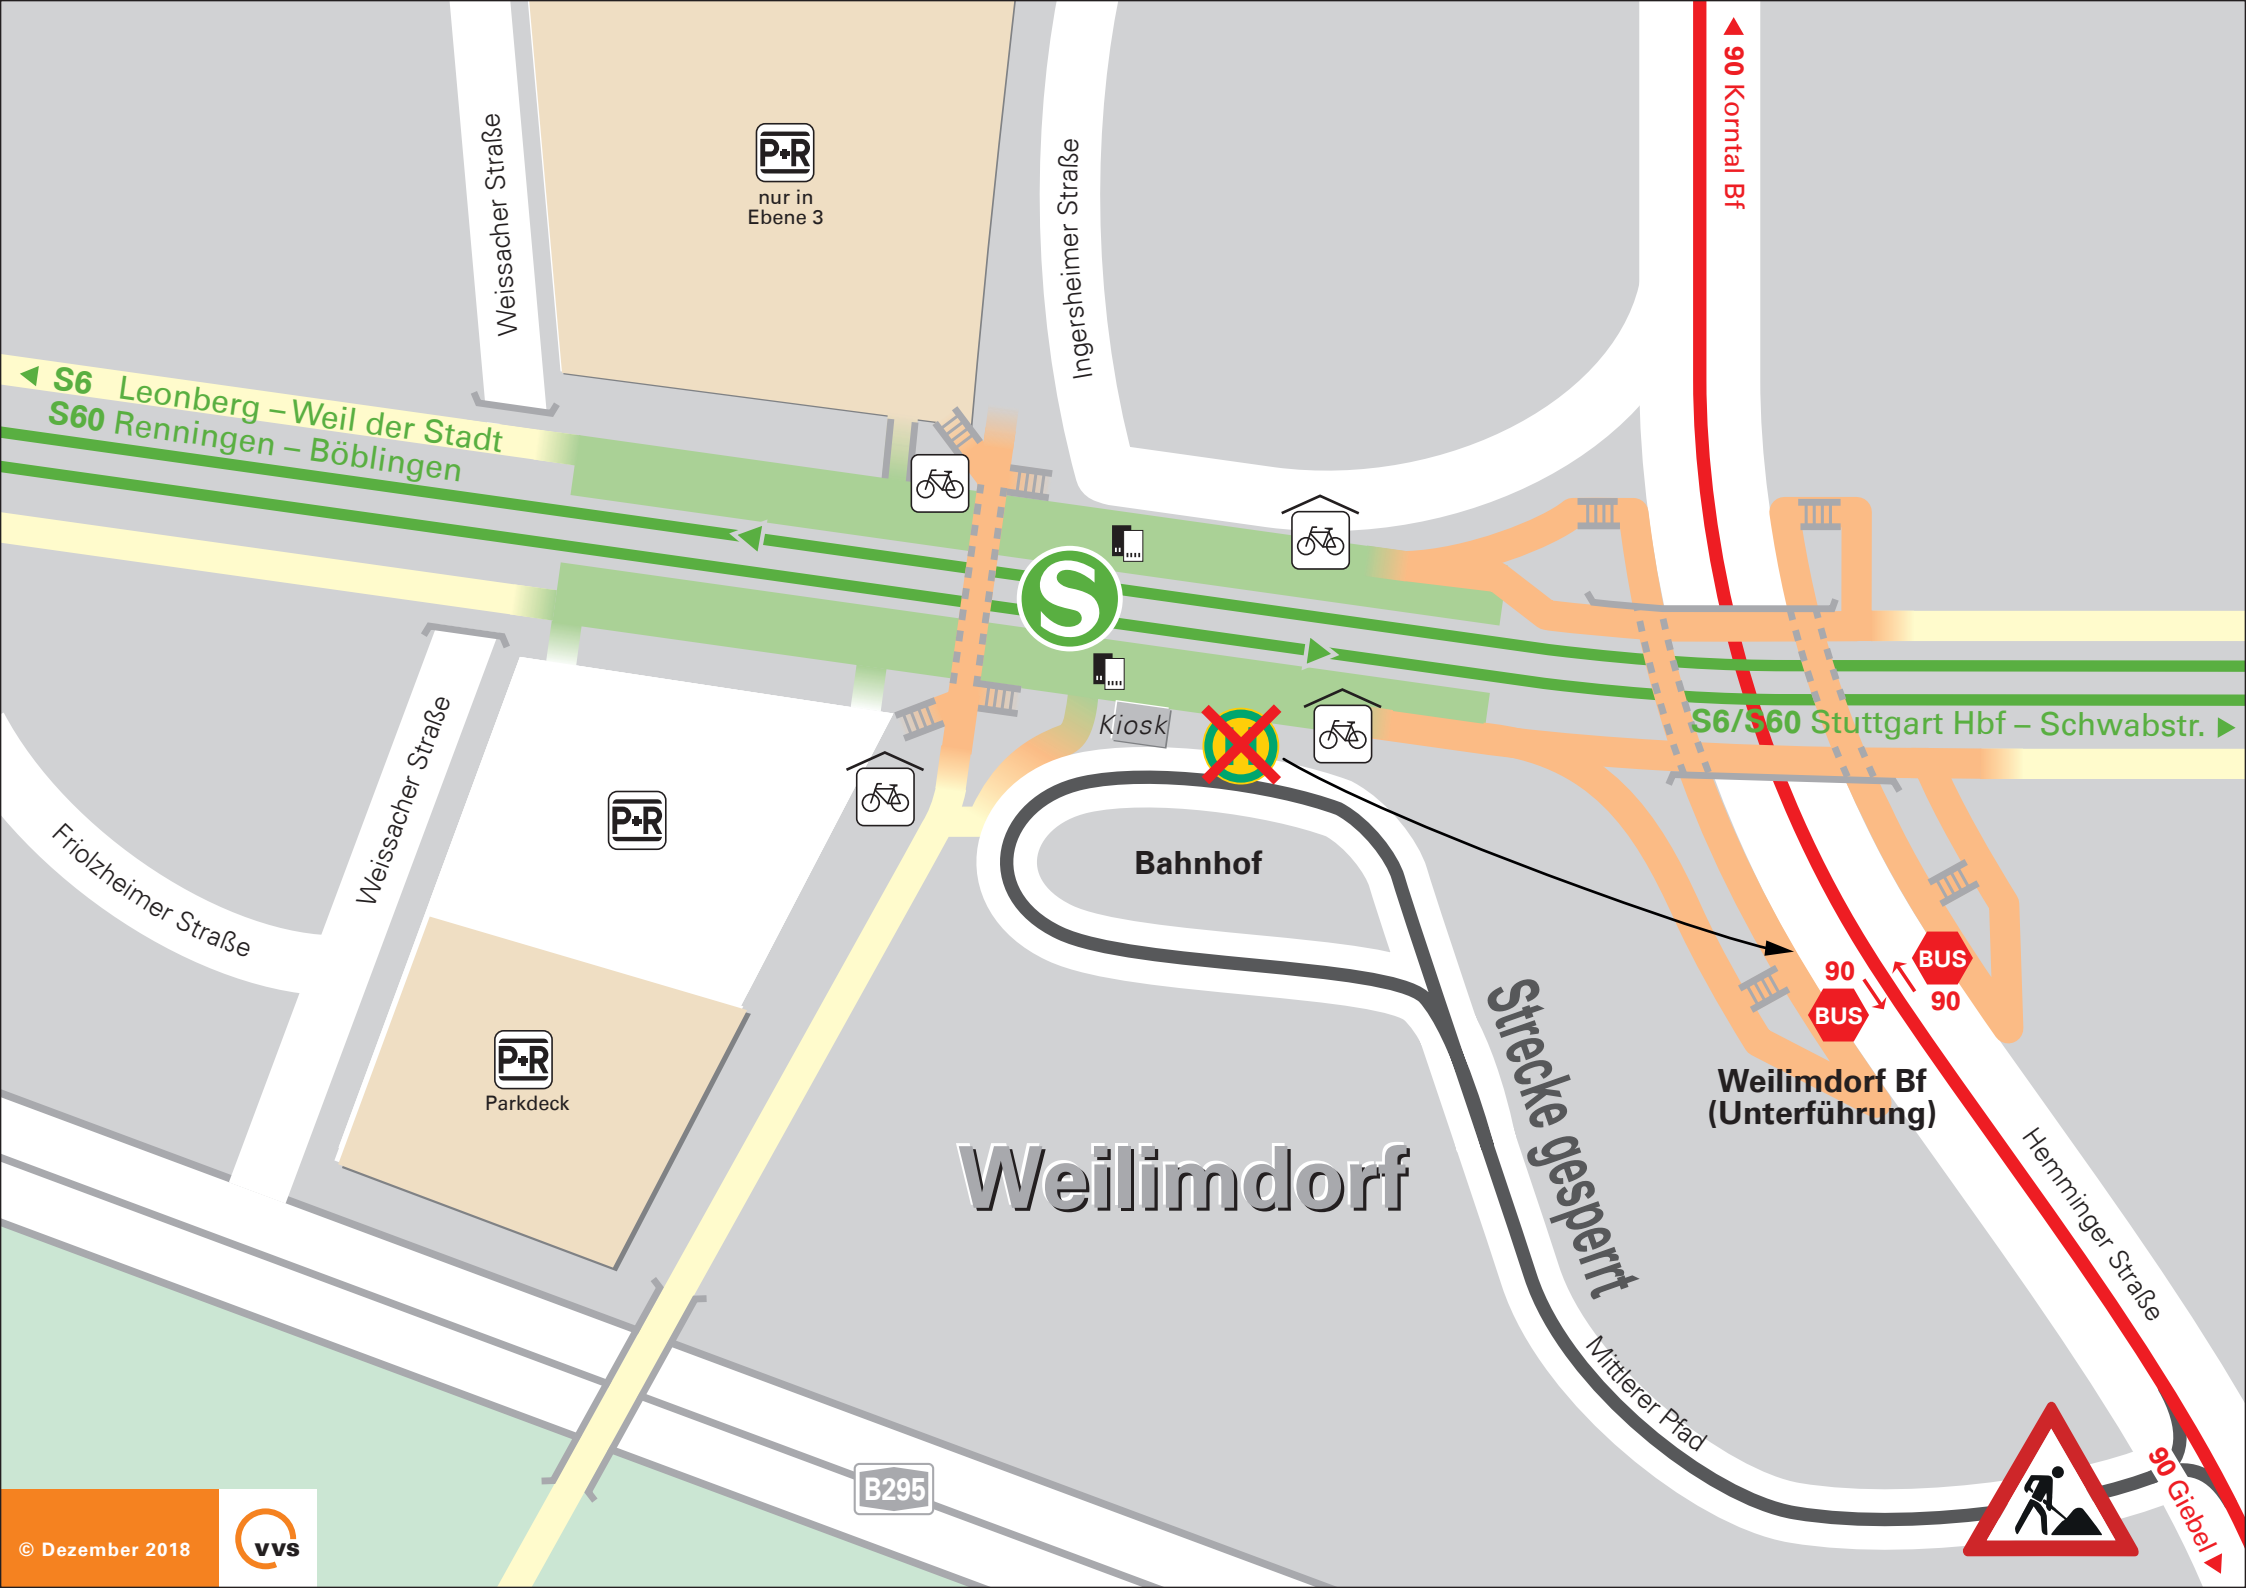 90 Korntal Bf
P+R
nur in
Ebene 3
Weissacher Straße
Ingersheimer Straße
S6 Leonberg – Weil der Stadt
S60 Renningen – Böblingen
S
S6/S60 Stuttgart Hbf – Schwabstr.
Kiosk
H
Weissacher Straße
Friolzheimer Straße
P+R
Bahnhof
90
BUS
BUS
90
P+R
Parkdeck
Weilimdorf Bf
(Unterführung)
Strecke gesperrt
Weilimdorf
Hemminger Straße
Mittlerer Pfad
90 Giebel
B295
© Dezember 2018
vvs